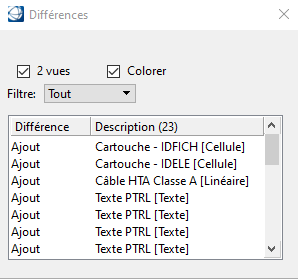 Différences
2 vues Colorer
Filtre: Tout
Différence Description (23)
Ajout Cartouche - IDFICH [Cellule]
Ajout Cartouche - IDELE [Cellule]
Ajout Câble HTA Classe A [Linéaire]
Ajout Texte PTRL [Texte]
Ajout Texte PTRL [Texte]
Ajout Texte PTRL [Texte]
Ajout Texte PTRL [Texte]